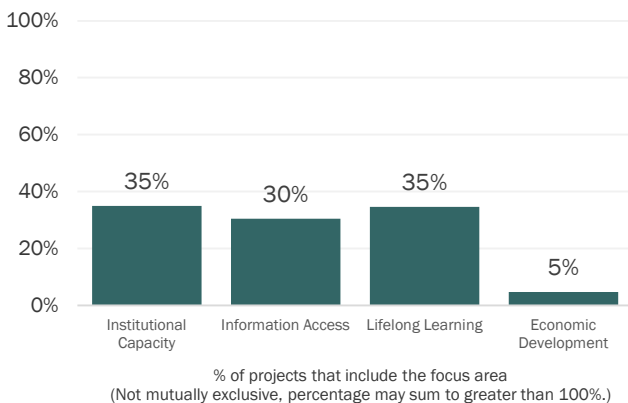 100%
80%
60%
40%
20%
0%
35%
30%
35%
5%
Institutional
Capacity
Information Access
Lifelong Learning
Economic
Development
% of projects that include the focus area
(Not mutually exclusive, percentage may sum to greater than 100%.)